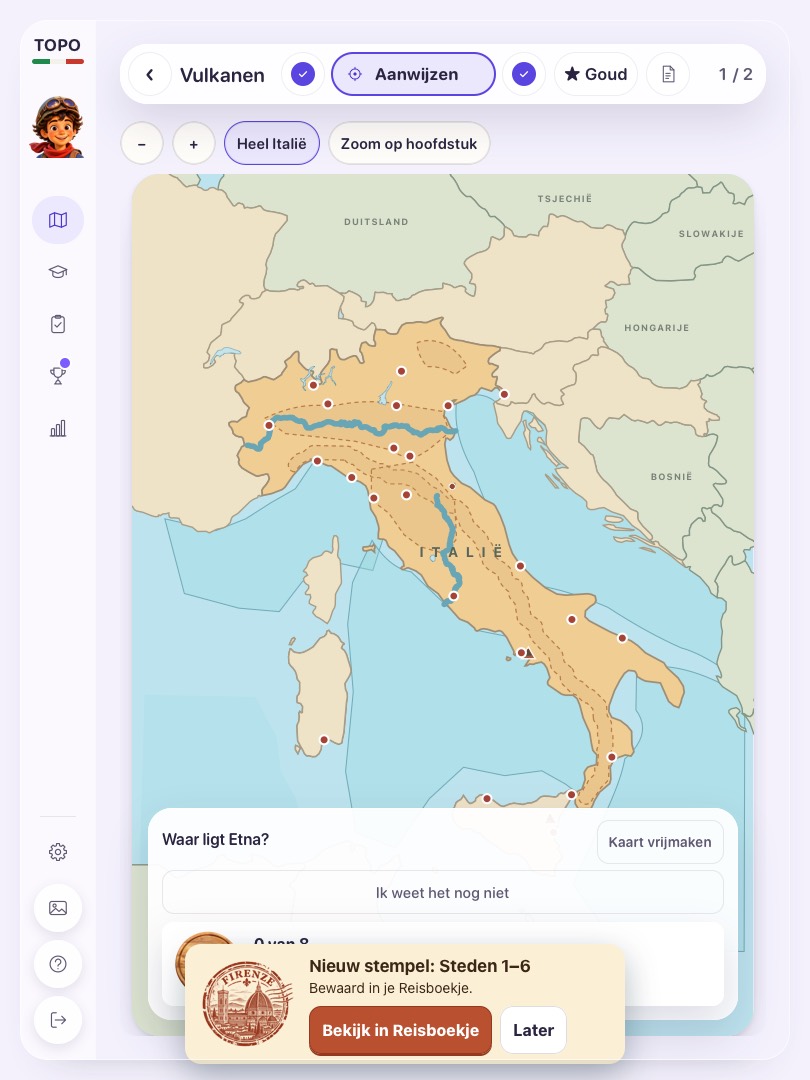 TOPO
Vulkanen
Aanwijzen
Goud
1 / 2
–
+
Heel Italië
Zoom op hoofdstuk
TSJECHIË
DUITSLAND
SLOWAKIJE
HONGARIJE
BOSNIË
ITALIË
Waar ligt Etna?
Kaart vrijmaken
Ik weet het nog niet
0 van 8
Nieuw stempel: Steden 1–6
Bewaard in je Reisboekje.
FIRENZE
Bekijk in Reisboekje
Later